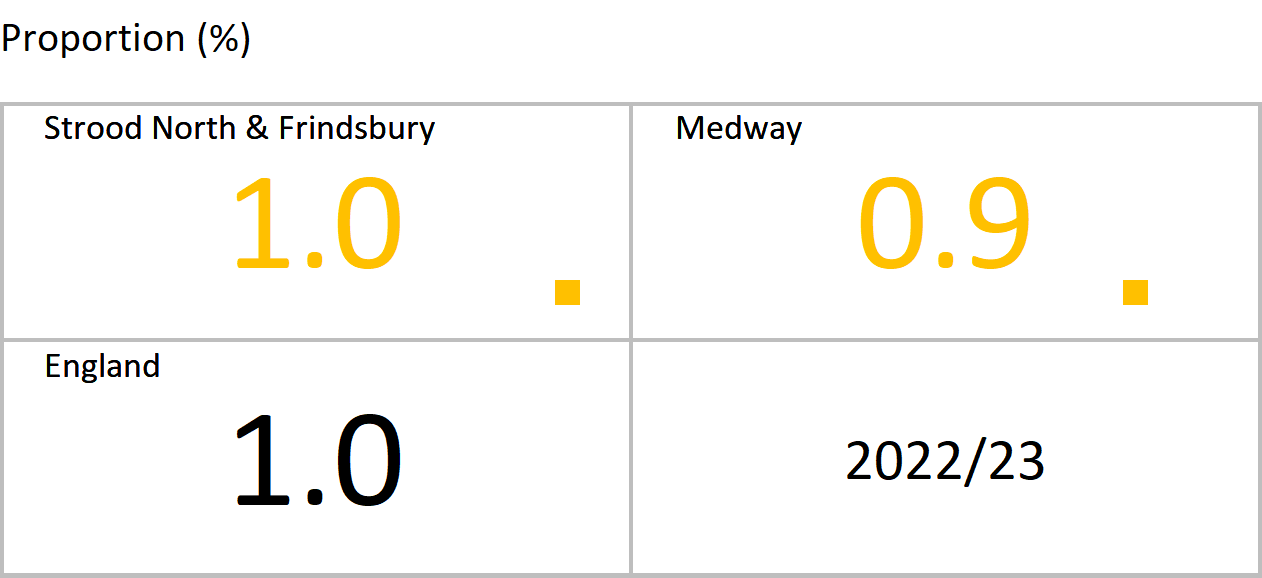 Proportion (%)
Strood North & Frindsbury
1.0
Medway
0.9
England
1.0
2022/23